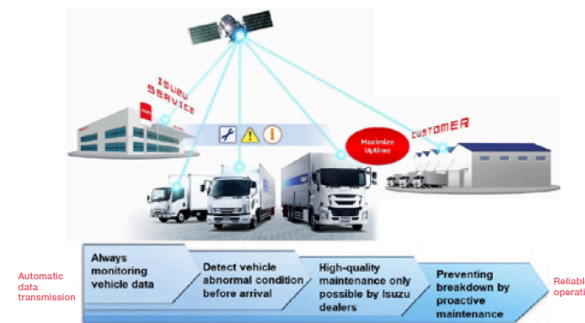 ISUZU
SERVICE
CUSTOMER
Maximize
Uptime
Automatic
data
transmission
Always
monitoring
vehicle data
Detect vehicle
abnormal condition
before arrival
High-quality
maintenance only
possible by Isuzu
dealers
Preventing
breakdown by
proactive
maintenance
Reliabl
operati